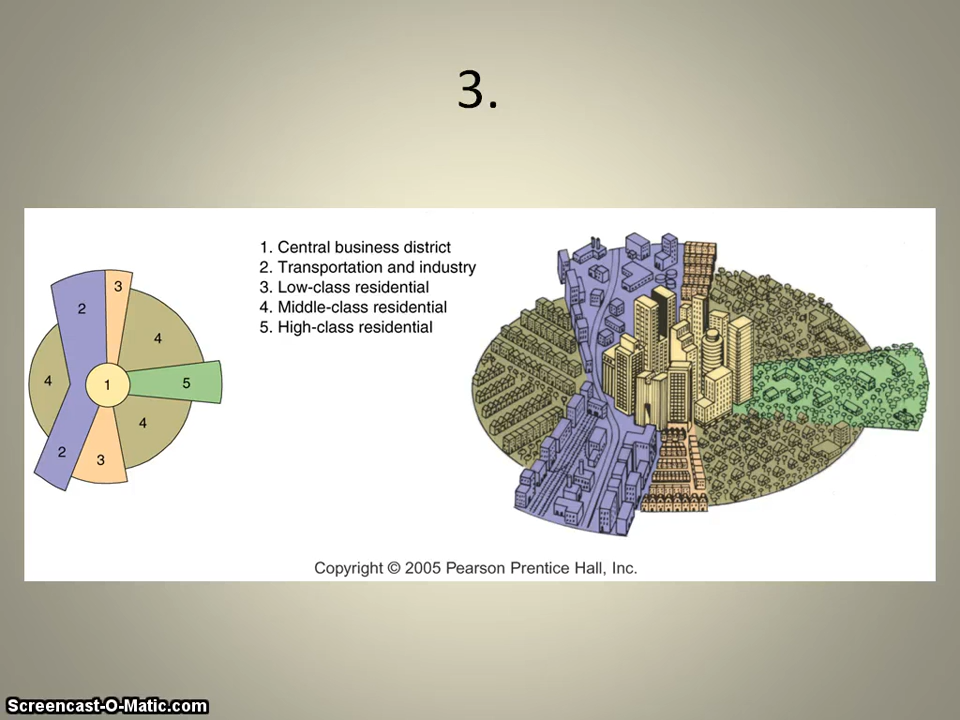 3.
1. Central business district
2. Transportation and industry
3. Low-class residential
4. Middle-class residential
5. High-class residential
2
3
4
4
1
5
4
2
3
Copyright © 2005 Pearson Prentice Hall, Inc.
Screencast-O-Matic.com